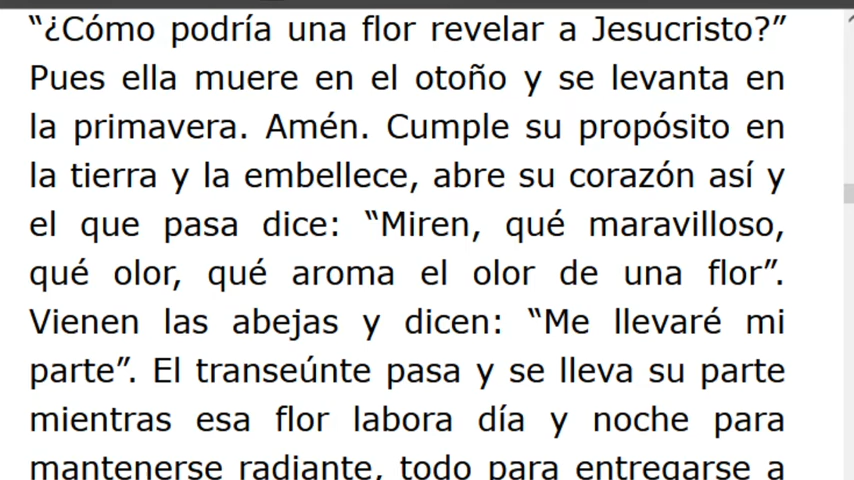 “¿Cómo podría una flor revelar a Jesucristo?”
Pues ella muere en el otoño y se levanta en
la primavera. Amén. Cumple su propósito en
la tierra y la embellece, abre su corazón así y
el que pasa dice: “Miren, qué maravilloso,
qué olor, qué aroma el olor de una flor”.
Vienen las abejas y dicen: “Me llevaré mi
parte”. El transeúnte pasa y se lleva su parte
mientras esa flor labora día y noche para
mantenerse radiante, todo para entregarse a